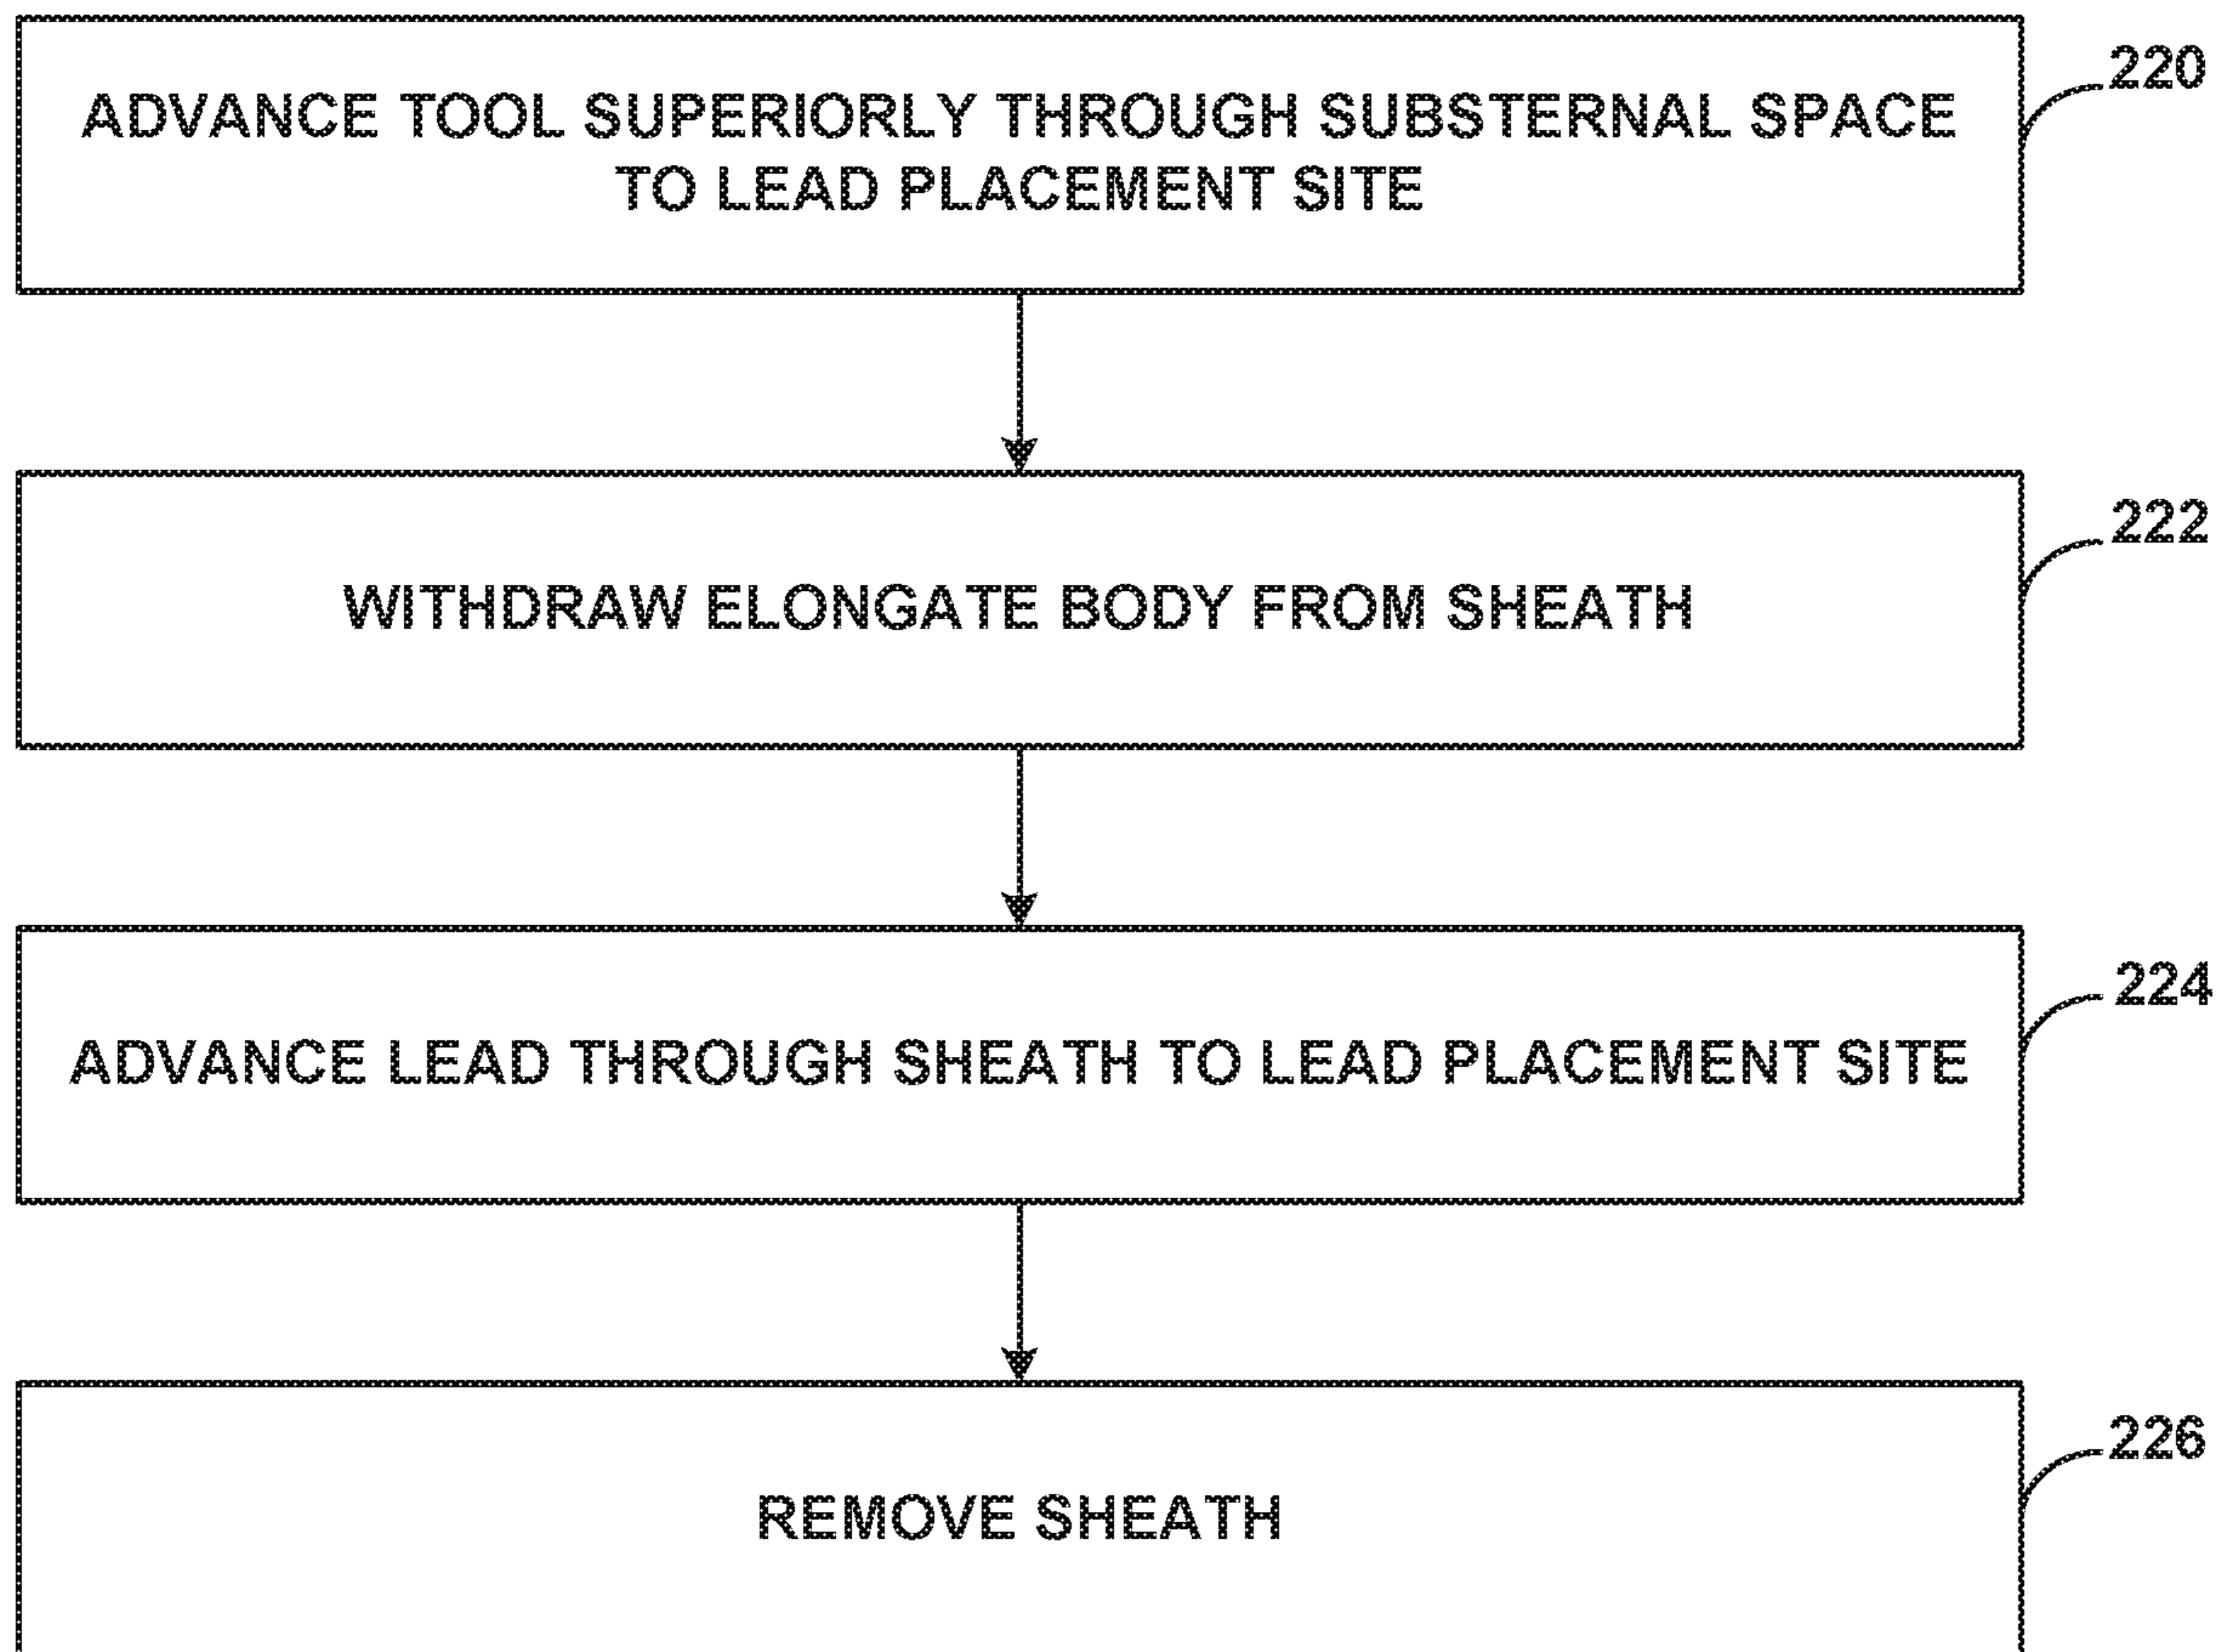 ADVANCE TOOL SUPERIORLY THROUGH SUBSTERNAL SPACE
TO LEAD PLACEMENT SITE
220
WITHDRAW ELONGATE BODY FROM SHEATH
222
ADVANCE LEAD THROUGH SHEATH TO LEAD PLACEMENT SITE
224
REMOVE SHEATH
226